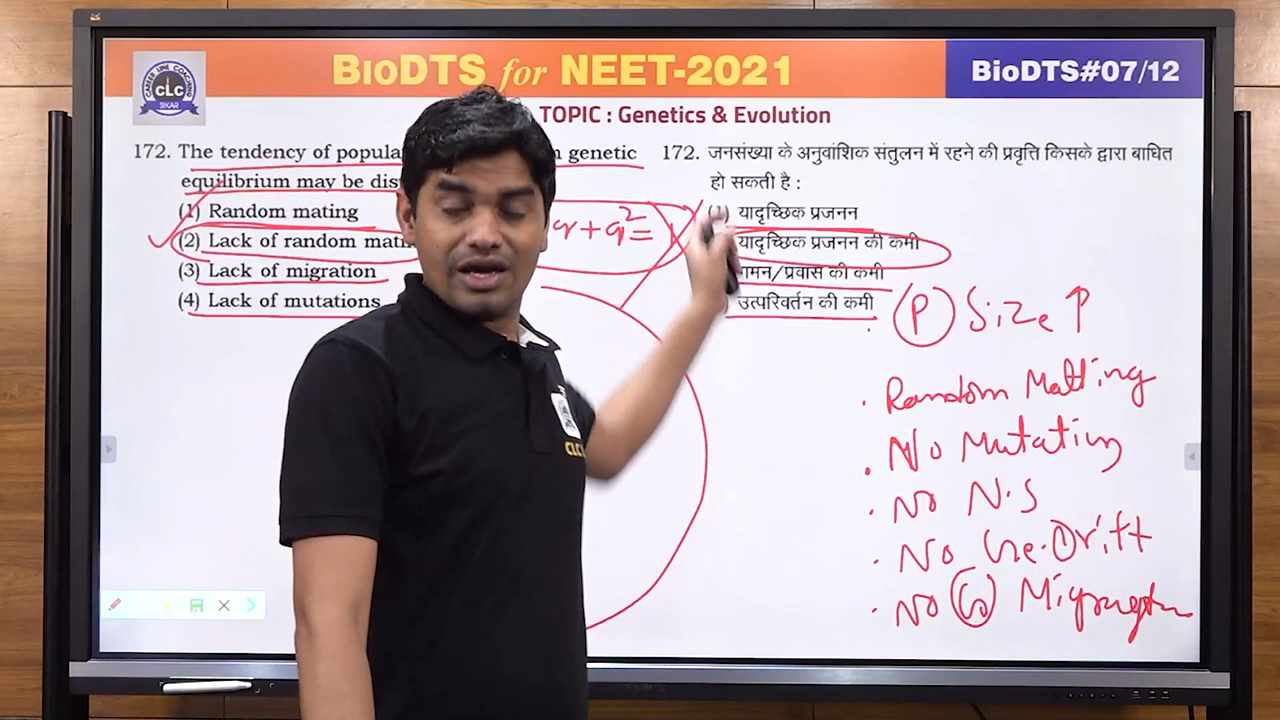 BIODTS for NEET-2021
BioDTS#07/12
CAREER LINE COACHING
CLC
SIKAR
TOPIC : Genetics & Evolution
172. The tendency of popula genetic
equilibrium may be dis
(1) Random mating
(2) Lack of random mati
(3) Lack of migration
(4) Lack of mutations
172. जनसंख्या के अनुवांशिक संतुलन में रहने की प्रवृत्ति किसके द्वारा बाधित
हो सकती है :
(1) यादृच्छिक प्रजनन
यादृच्छिक प्रजनन की कमी
गमन/प्रवास की कमी
उत्परिवर्तन की कमी
+ q² =
P Size ↑
Random Matting
No Mutating
No N.S
No Ge. Drift
No G Migration
CLC